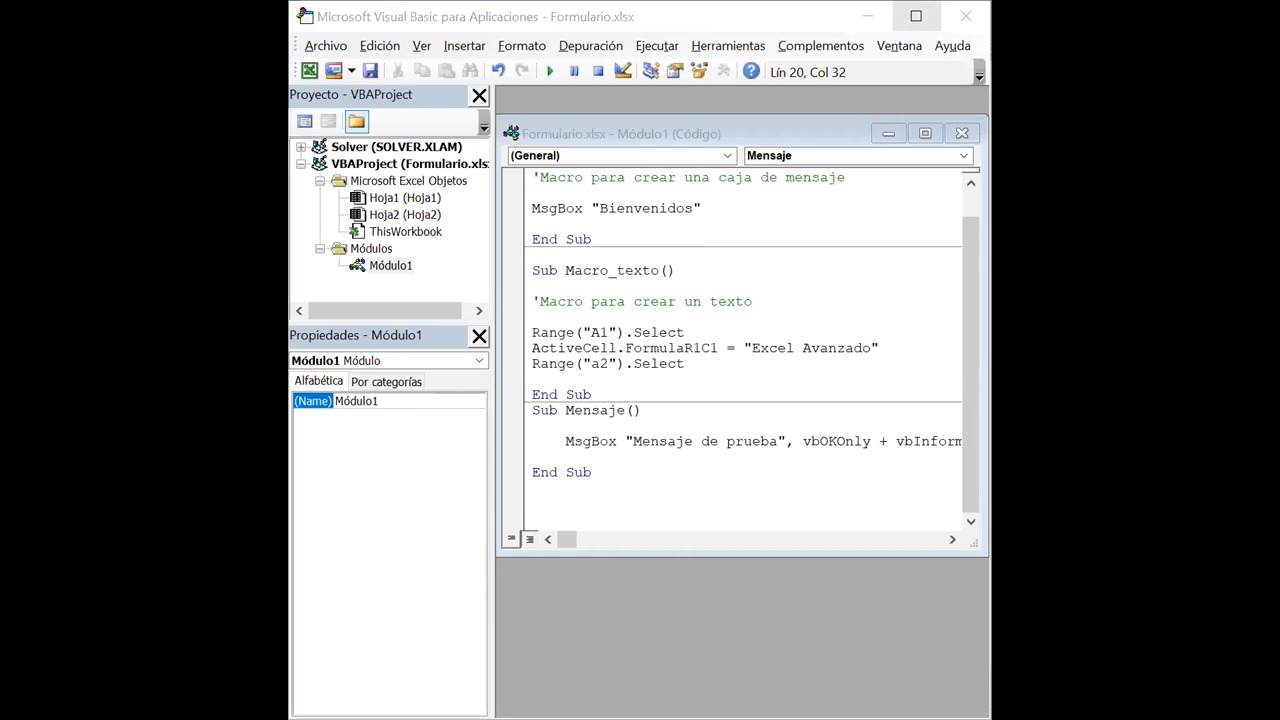 Microsoft Visual Basic para Aplicaciones - Formulario.xlsx
Archivo Edición Ver Insertar Formato Depuración Ejecutar Herramientas Complementos Ventana Ayuda
Lín 20, Col 32
Proyecto - VBAProject
Solver (SOLVER.XLAM)
VBAProject (Formulario.xls
Microsoft Excel Objetos
Hoja1 (Hoja1)
Hoja2 (Hoja2)
ThisWorkbook
Módulos
Módulo1
Propiedades - Módulo1
Módulo1 Módulo
Alfabética Por categorías
(Name) Módulo1
Formulario.xlsx - Módulo1 (Código)
(General) Mensaje
'Macro para crear una caja de mensaje
MsgBox "Bienvenidos"
End Sub
Sub Macro_texto()
'Macro para crear un texto
Range("A1").Select
ActiveCell.FormulaR1C1 = "Excel Avanzado"
Range("a2").Select
End Sub
Sub Mensaje()
MsgBox "Mensaje de prueba", vbOKOnly + vbInform
End Sub